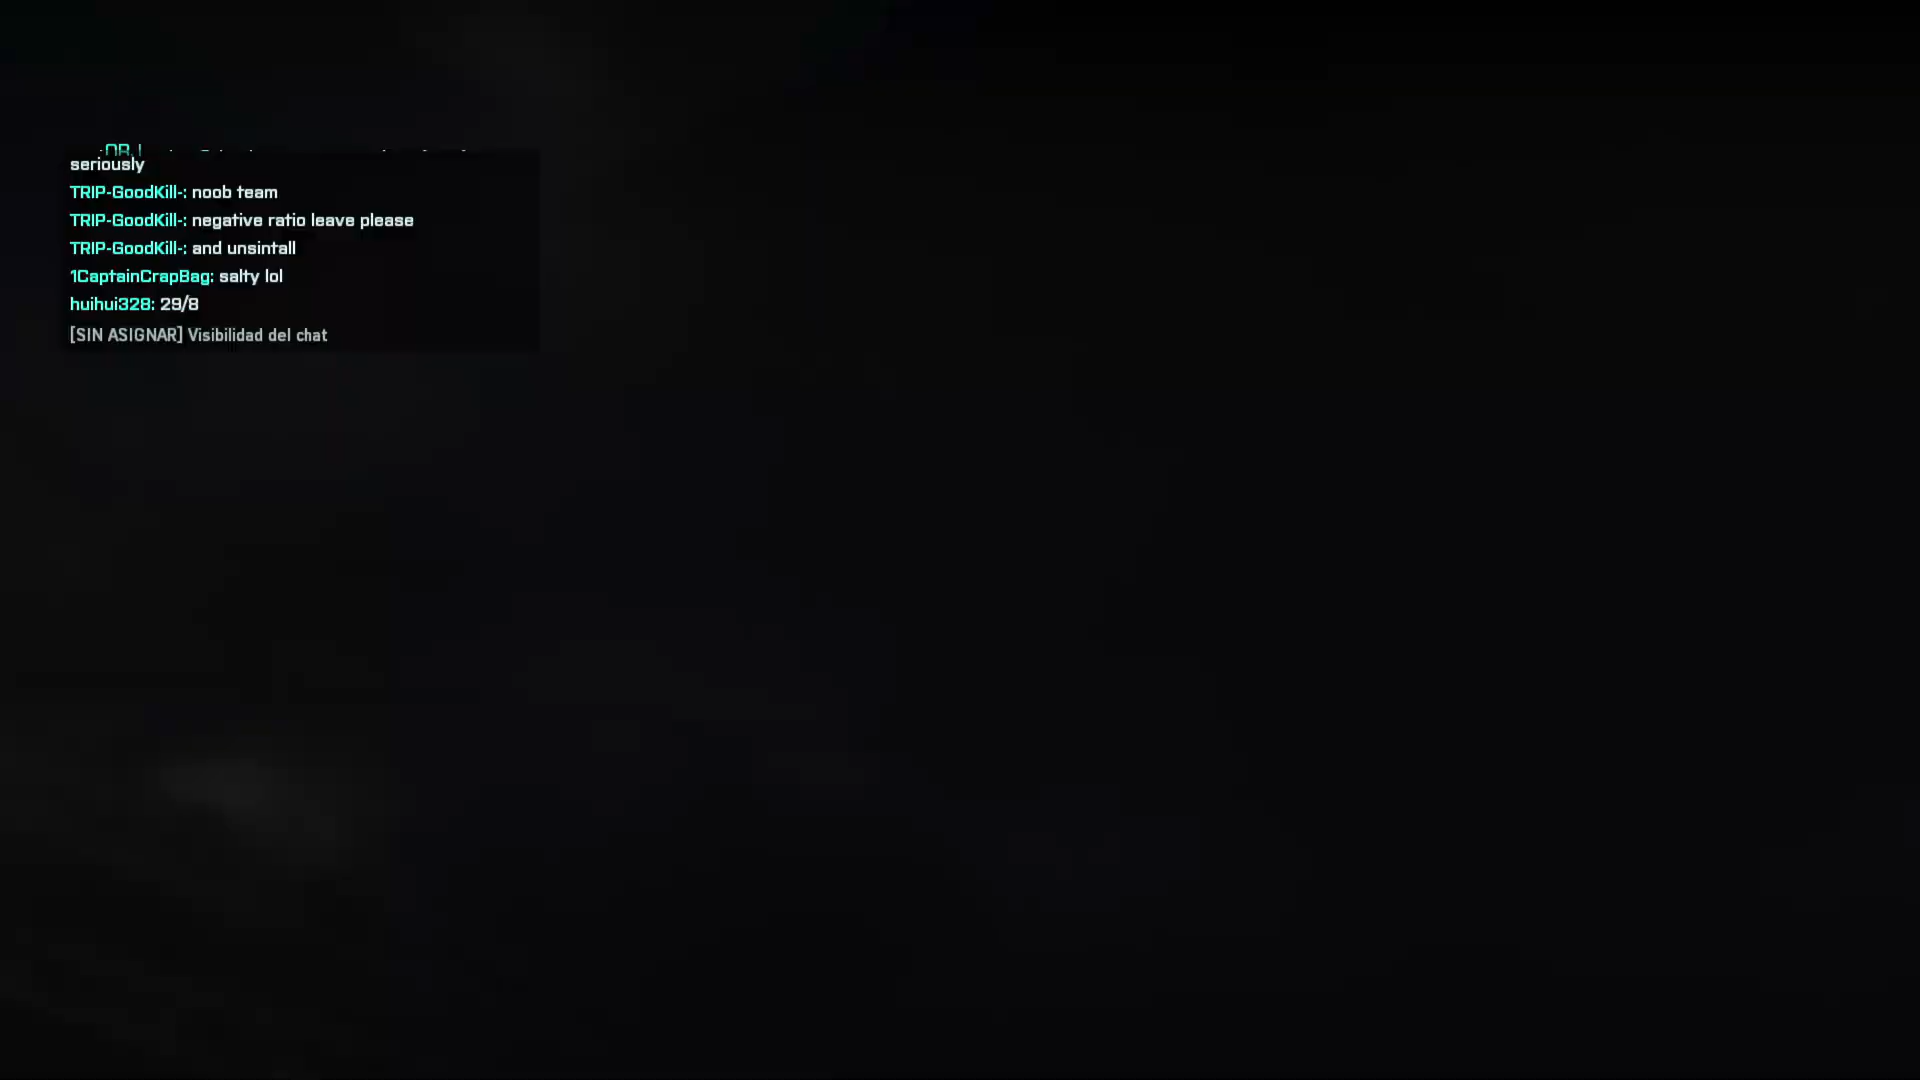 seriously
TRIP-GoodKill-: noob team
TRIP-GoodKill-: negative ratio leave please
TRIP-GoodKill-: and unsintall
1CaptainCrapBag: salty lol
huihui328: 29/8
[SIN ASIGNAR] Visibilidad del chat